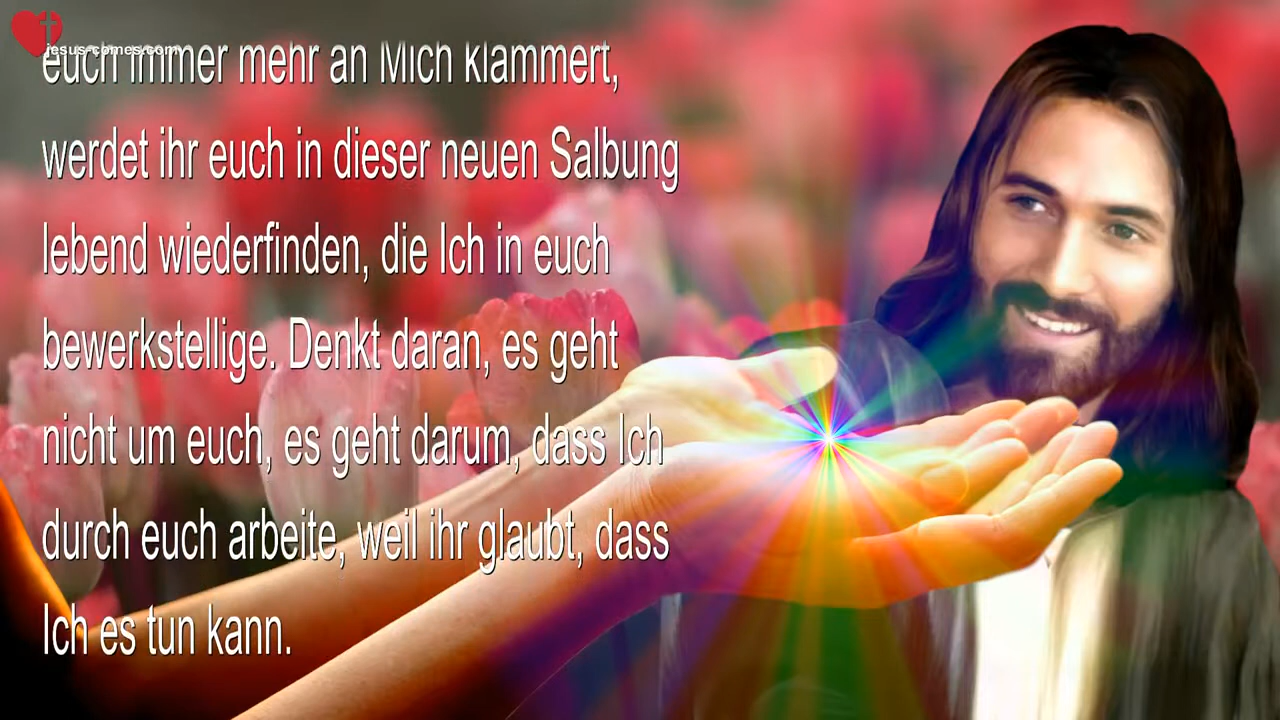 jesus-comes.com
euch immer mehr an Mich klammert,
werdet ihr euch in dieser neuen Salbung
lebend wiederfinden, die Ich in euch
bewerkstellige. Denkt daran, es geht
nicht um euch, es geht darum, dass Ich
durch euch arbeite, weil ihr glaubt, dass
Ich es tun kann.